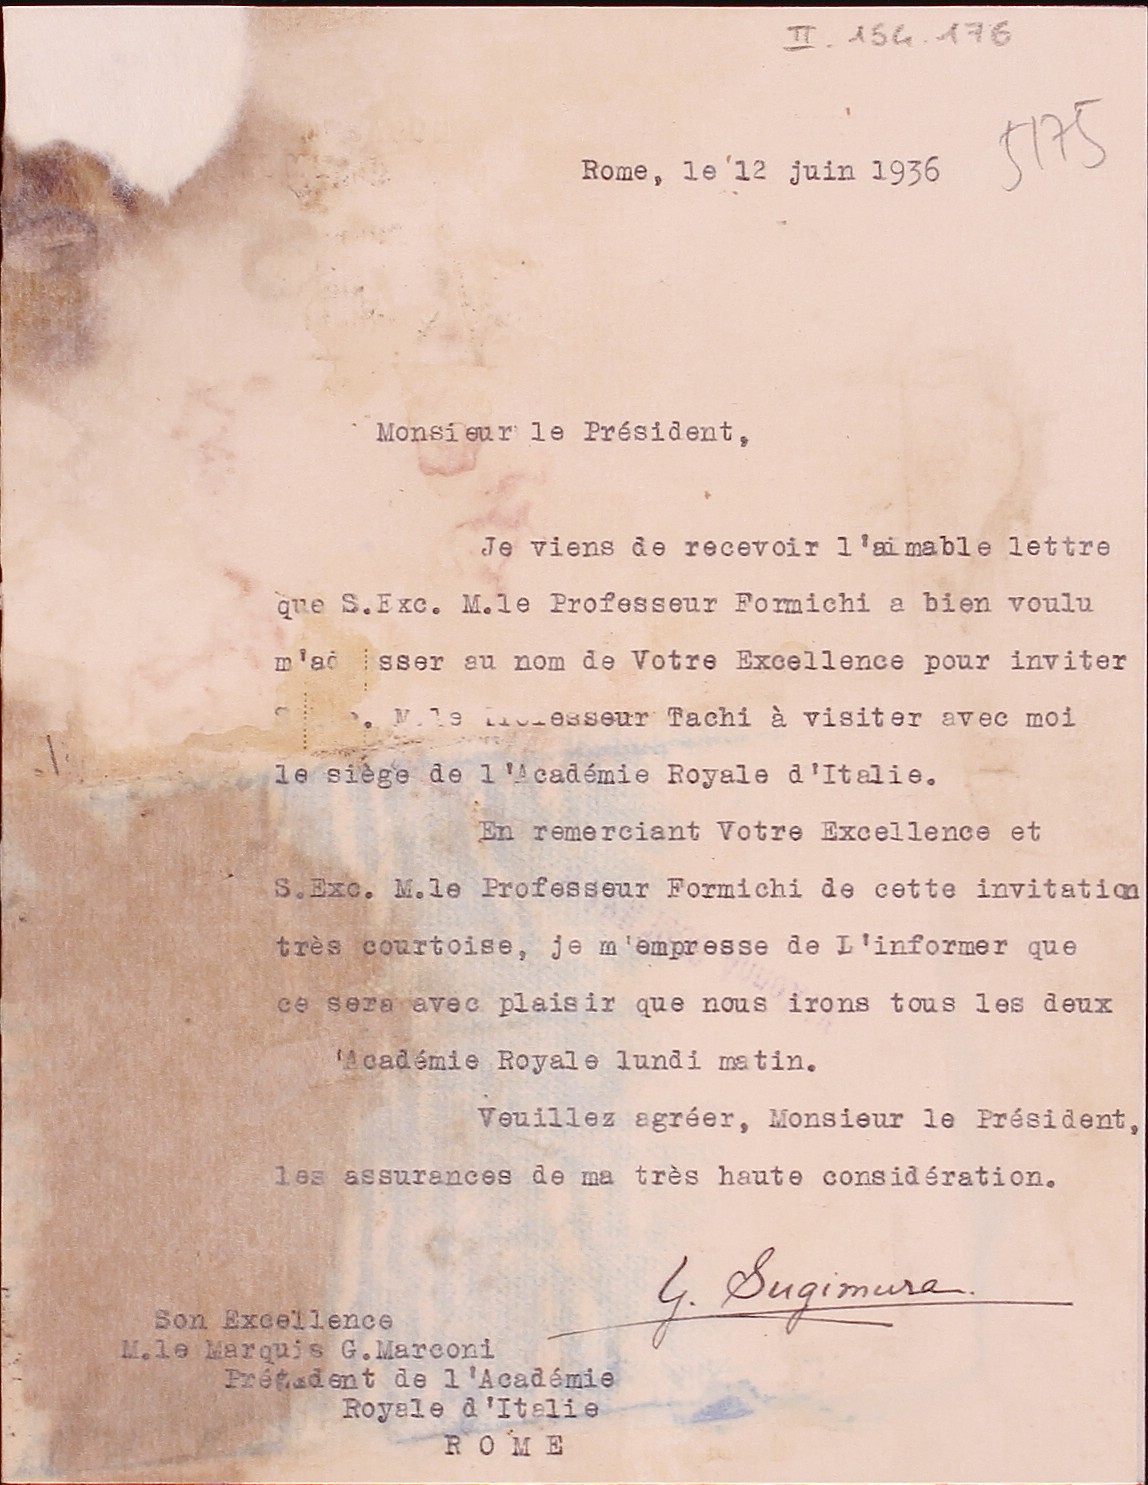 II. 154.176
5175
Rome, le 12 juin 1936
Monsieur le Président,
Je viens de recevoir l'aimable lettre
que S.Exc. M.le Professeur Formichi a bien voulu
au nom de Votre Excellence pour inviter
M.le Professeur Tachi à visiter avec moi
le siège de l'Académie Royale d'Italie.
En remerciant Votre Excellence et
S.Exc. M.le Professeur Formichi de cette invitation
très courtoise, je m'empresse de L'informer que
ce sera avec plaisir que nous irons tous les deux
'Académie Royale lundi matin.
Veuillez agréer, Monsieur le Président,
les assurances de ma très haute considération.
Y. Sugimura
Son Excellence
M.le Marquis G.Marconi
Président de l'Académie
Royale d'Italie
R O M E